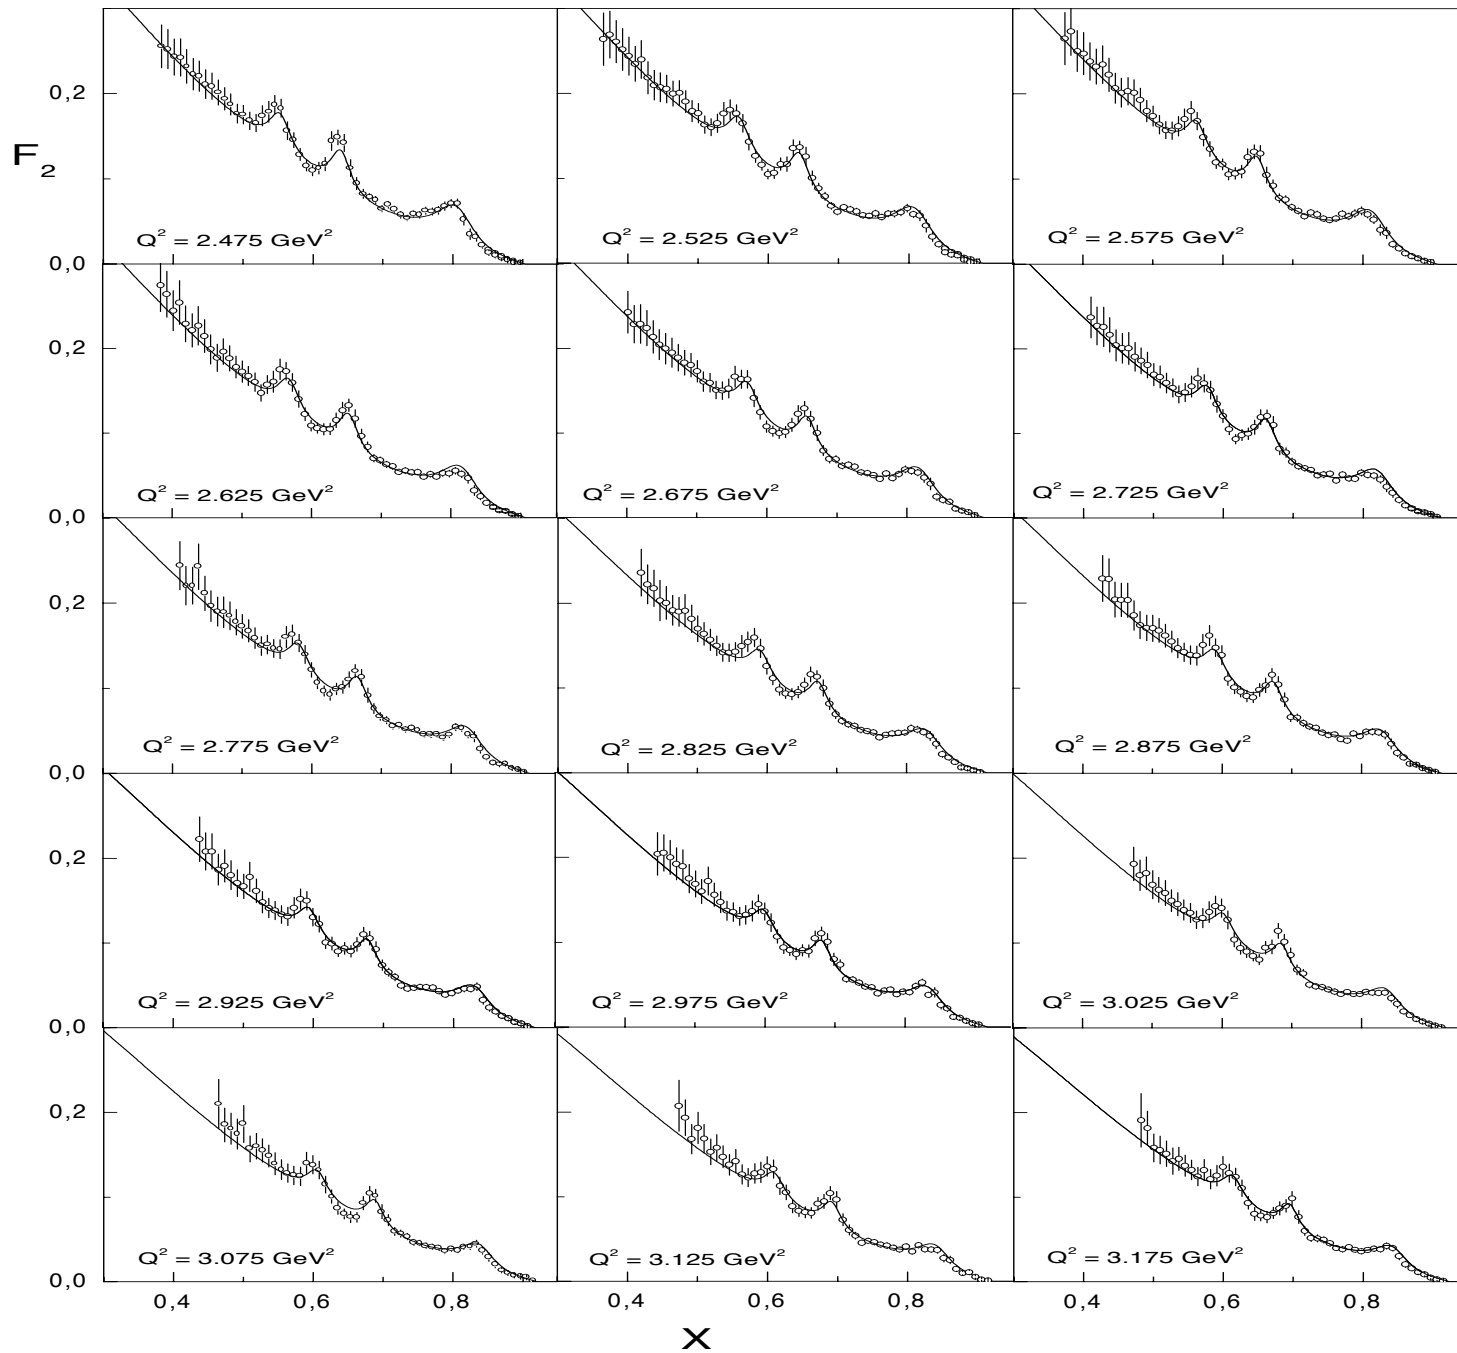 0,2
F2
Q² = 2.475 GeV²
Q² = 2.525 GeV²
Q² = 2.575 GeV²
0,0
0,2
Q² = 2.625 GeV²
Q² = 2.675 GeV²
Q² = 2.725 GeV²
0,0
0,2
Q² = 2.775 GeV²
Q² = 2.825 GeV²
Q² = 2.875 GeV²
0,0
0,2
Q² = 2.925 GeV²
Q² = 2.975 GeV²
Q² = 3.025 GeV²
0,0
0,2
Q² = 3.075 GeV²
Q² = 3.125 GeV²
Q² = 3.175 GeV²
0,0
0,4 0,6 0,8 0,4 0,6 0,8 0,4 0,6 0,8
X